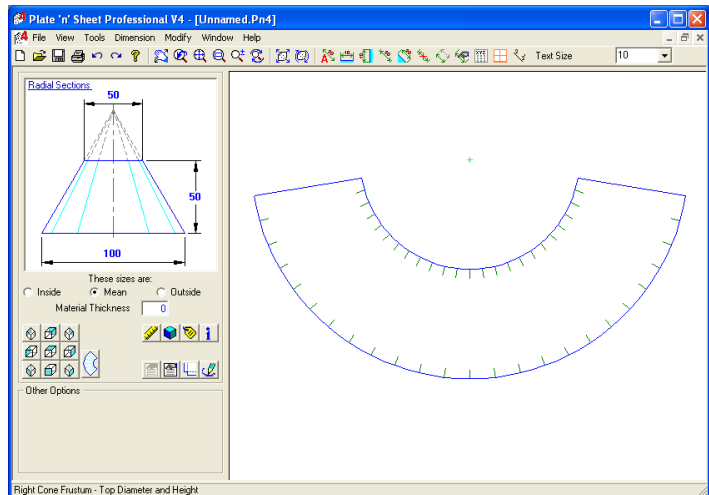 Plate 'n' Sheet Professional V4 - [Unnamed.Pn4]
File View Tools Dimension Modify Window Help
Text Size 10
Radial Sections
50
50
100
These sizes are:
Inside Mean Outside
Material Thickness 0
Other Options
Right Cone Frustum - Top Diameter and Height